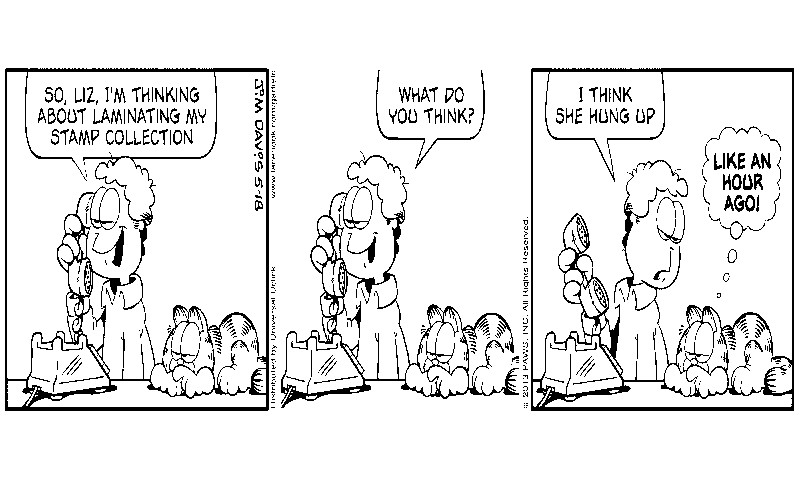 SO, LIZ, I'M THINKING
ABOUT LAMINATING MY
STAMP COLLECTION
JIM DAVIS 5-18
WHAT DO
YOU THINK?
© 2013 PAWS, INC. All Rights Reserved.
I THINK
SHE HUNG UP
LIKE AN
HOUR
AGO!